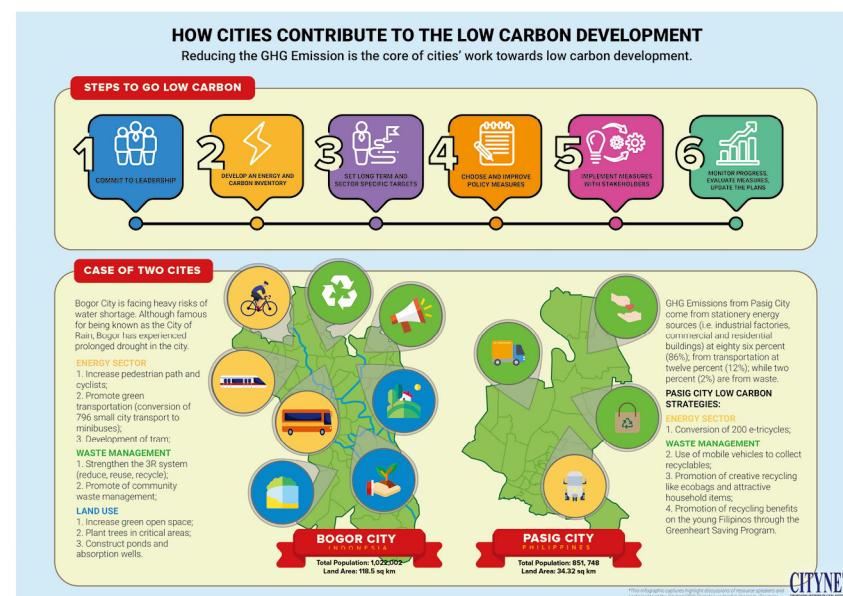 HOW CITIES CONTRIBUTE TO THE LOW CARBON DEVELOPMENT
Reducing the GHG Emission is the core of cities' work towards low carbon development.
STEPS TO GO LOW CARBON
1
COMMIT TO LEADERSHIP
2
DEVELOP AN ENERGY AND
CARBON INVENTORY
3
SET LONG TERM AND
SECTOR SPECIFIC TARGETS
4
CHOOSE AND IMPROVE
POLICY MEASURES
5
IMPLEMENT MEASURES
WITH STAKEHOLDERS
6
MONITOR PROGRESS,
EVALUATE MEASURES,
UPDATE THE PLANS
CASE OF TWO CITES
Bogor City is facing heavy risks of
water shortage. Although famous
for being known as the City of
Rain, Bogor has experienced
prolonged drought in the city.
ENERGY SECTOR
1. Increase pedestrian path and
cyclists;
2. Promote green
transportation (conversion of
796 small city transport to
minibuses);
3. Development of tram;
WASTE MANAGEMENT
1. Strengthen the 3R system
(reduce, reuse, recycle);
2. Promote of community
waste management;
LAND USE
1. Increase green open space;
2. Plant trees in critical areas;
3. Construct ponds and
absorption wells.
BOGOR CITY
INDONESIA
Total Population: 1,022,002
Land Area: 118.5 sq km
PASIG CITY
PHILIPPINES
Total Population: 851, 748
Land Area: 34.32 sq km
GHG Emissions from Pasig City
come from stationery energy
sources (i.e. industrial factories,
commercial and residential
buildings) at eighty six percent
(86%); from transportation at
twelve percent (12%); while two
percent (2%) are from waste.
PASIG CITY LOW CARBON
STRATEGIES:
ENERGY SECTOR
1. Conversion of 200 e-tricycles;
WASTE MANAGEMENT
2. Use of mobile vehicles to collect
recyclables;
3. Promotion of creative recycling
like ecobags and attractive
household items;
4. Promotion of recycling benefits
on the young Filipinos through the
Greenheart Saving Program.
*This infographic captures highlight discussions of resource speakers and
CITYNE